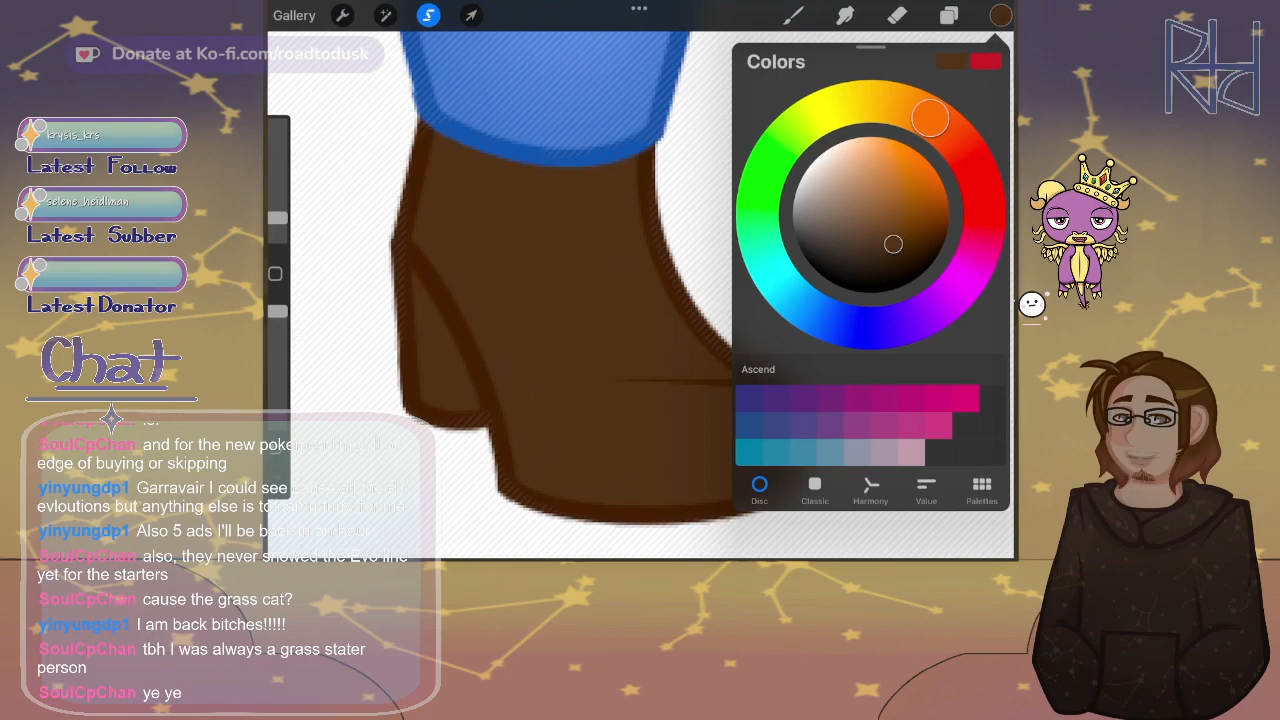 Gallery
Donate at Ko-fi.com/roadtodusk
Colors
krysis_krs
Latest Follow
selene_heidlman
Latest Subber
Latest Donator
Chat
Ascend
Disc
Classic
Harmony
Value
Palettes
SoulCpChan and for the new poke
edge of buying or skipping
yinyungdp1 Garravair I could see
evloutions but anything else is to
yinyungdp1 Also 5 ads I'll be back in an hour
SoulCpChan also, they never showed the Evo line
yet for the starters
SoulCpChan cause the grass cat?
yinyungdp1 I am back bitches!!!!!
SoulCpChan tbh I was always a grass stater
person
SoulCpChan ye ye